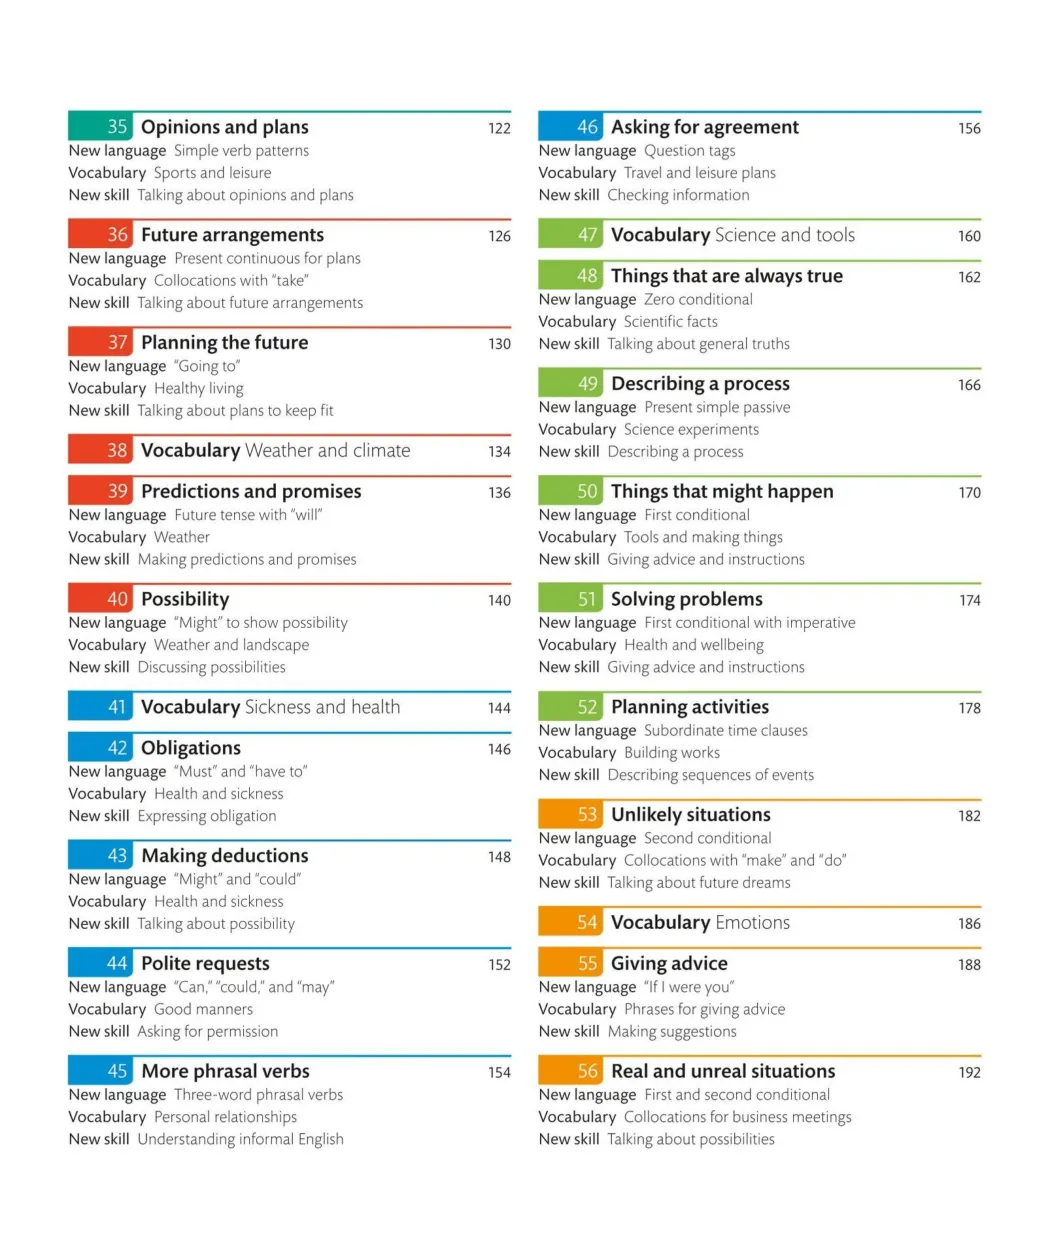 35 Opinions and plans 122
New language Simple verb patterns
Vocabulary Sports and leisure
New skill Talking about opinions and plans
36 Future arrangements 126
New language Present continuous for plans
Vocabulary Collocations with “take”
New skill Talking about future arrangements
37 Planning the future 130
New language “Going to”
Vocabulary Healthy living
New skill Talking about plans to keep fit
38 Vocabulary Weather and climate 134
39 Predictions and promises 136
New language Future tense with “will”
Vocabulary Weather
New skill Making predictions and promises
40 Possibility 140
New language “Might” to show possibility
Vocabulary Weather and landscape
New skill Discussing possibilities
41 Vocabulary Sickness and health 144
42 Obligations 146
New language “Must” and “have to”
Vocabulary Health and sickness
New skill Expressing obligation
43 Making deductions 148
New language “Might” and “could”
Vocabulary Health and sickness
New skill Talking about possibility
44 Polite requests 152
New language “Can,” “could,” and “may”
Vocabulary Good manners
New skill Asking for permission
45 More phrasal verbs 154
New language Three-word phrasal verbs
Vocabulary Personal relationships
New skill Understanding informal English
46 Asking for agreement 156
New language Question tags
Vocabulary Travel and leisure plans
New skill Checking information
47 Vocabulary Science and tools 160
48 Things that are always true 162
New language Zero conditional
Vocabulary Scientific facts
New skill Talking about general truths
49 Describing a process 166
New language Present simple passive
Vocabulary Science experiments
New skill Describing a process
50 Things that might happen 170
New language First conditional
Vocabulary Tools and making things
New skill Giving advice and instructions
51 Solving problems 174
New language First conditional with imperative
Vocabulary Health and wellbeing
New skill Giving advice and instructions
52 Planning activities 178
New language Subordinate time clauses
Vocabulary Building works
New skill Describing sequences of events
53 Unlikely situations 182
New language Second conditional
Vocabulary Collocations with “make” and “do”
New skill Talking about future dreams
54 Vocabulary Emotions 186
55 Giving advice 188
New language “If I were you”
Vocabulary Phrases for giving advice
New skill Making suggestions
56 Real and unreal situations 192
New language First and second conditional
Vocabulary Collocations for business meetings
New skill Talking about possibilities